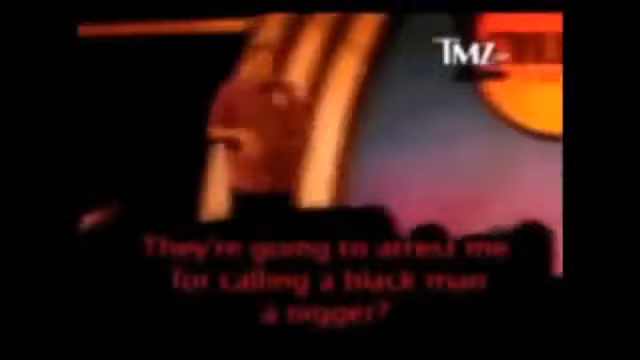 TMZ
They're going to arrest me
for calling a black man
a nigger?